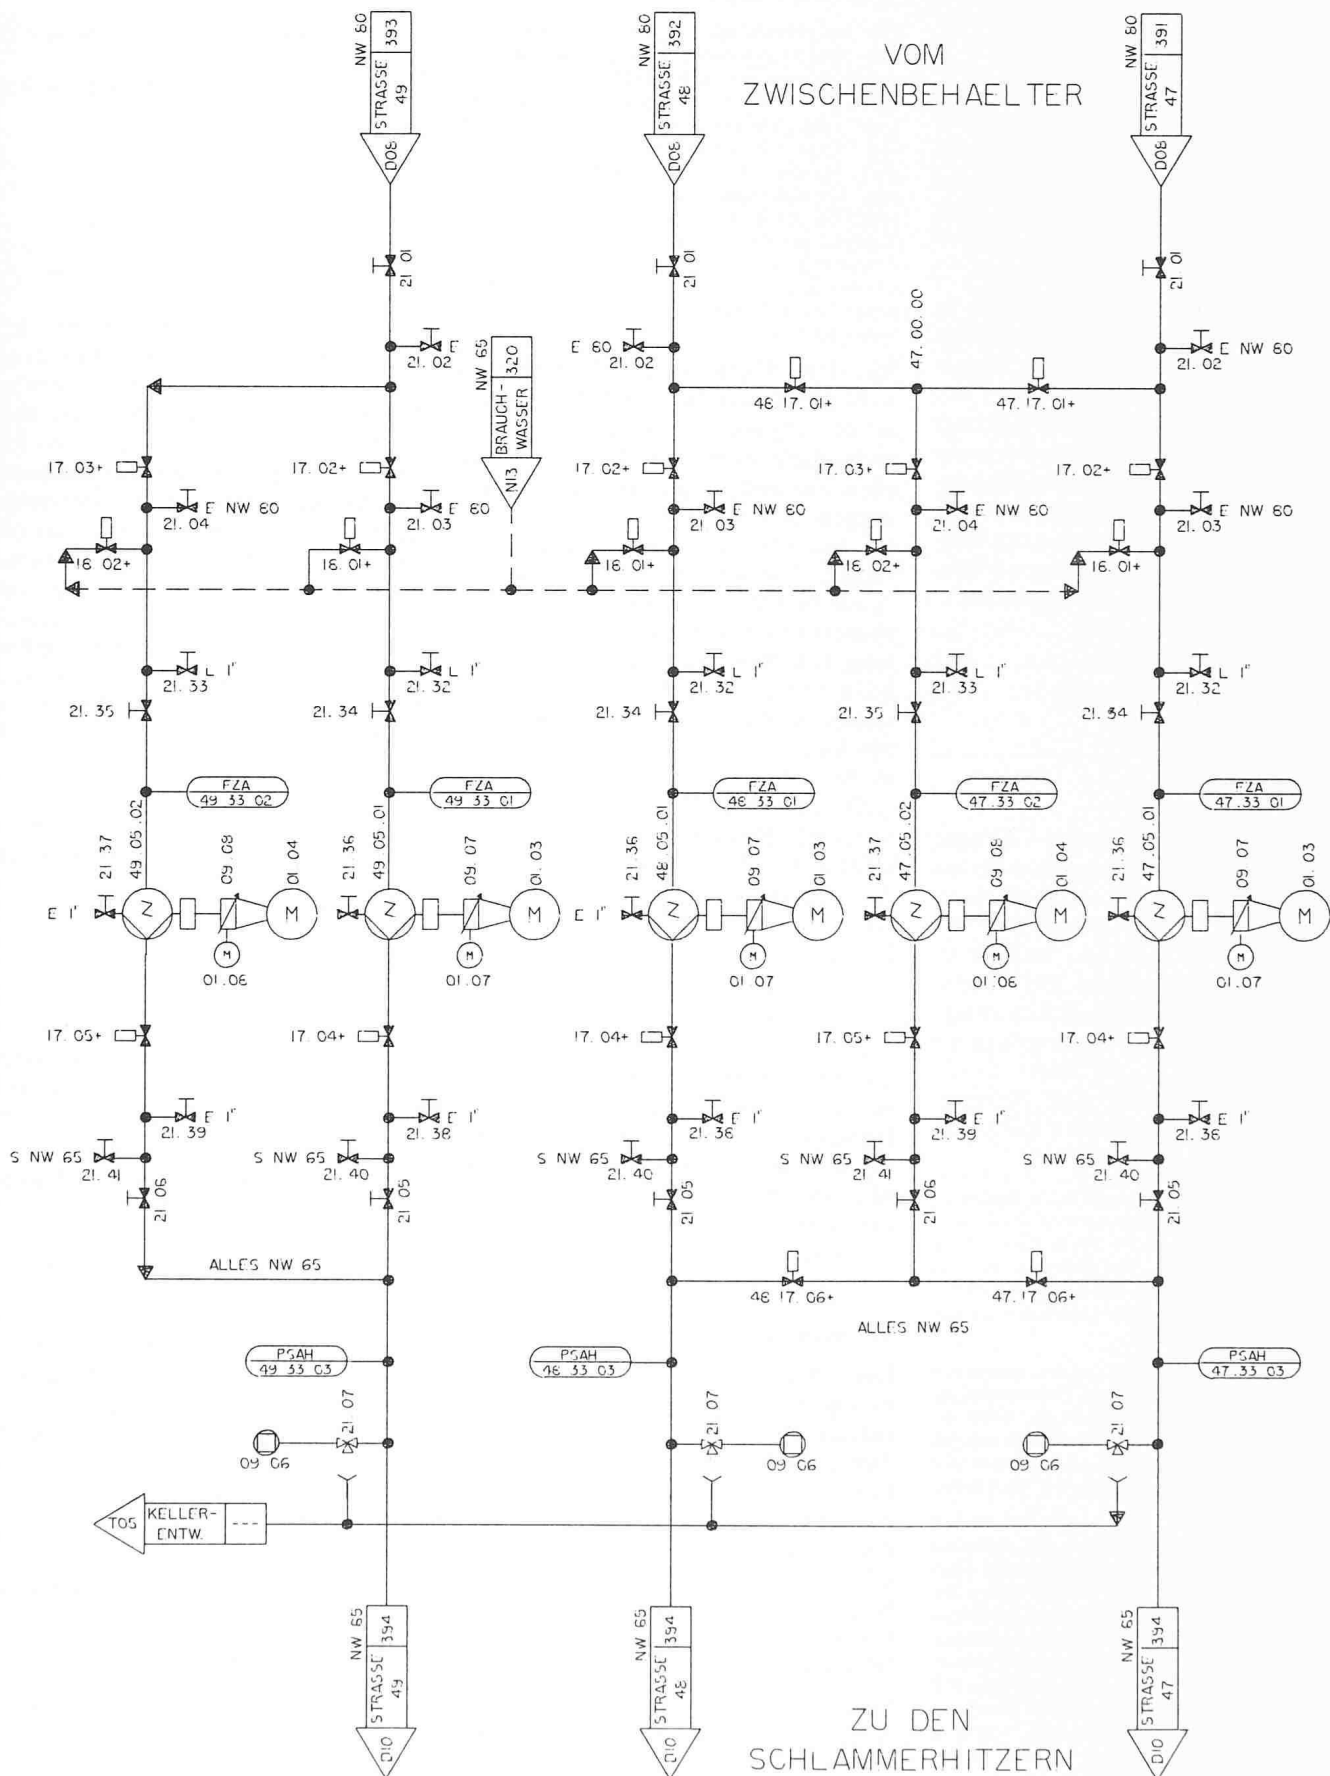 NW 80
STRASSE 49
393
D08
NW 80
STRASSE 48
392
D08
VOM
ZWISCHENBEHAELTER
NW 80
STRASSE 47
391
D08
21 01
21 01
21 01
E
21. 02
NW 65
BRAUCH-
WASSER
320
N13
E 80
21. 02
47. 00. 00
E NW 80
21. 02
48 17. 01+
47. 17. 01+
17. 03+
17. 02+
17. 02+
17. 03+
17. 02+
E NW 80
21. 04
E 80
21. 03
E NW 80
21. 03
E NW 80
21. 04
E NW 80
21. 03
18. 02+
18. 01+
18. 01+
18. 02+
18. 01+
L 1"
21. 33
L 1"
21. 32
L 1"
21. 32
L 1"
21. 33
L 1"
21. 32
21. 35
21. 34
21. 34
21. 35
21. 34
FZA
49 33 02
FZA
49 33 01
FZA
48 33 01
FZA
47. 33 02
FZA
47. 33 01
21 37
49 05. 02
09. 08
01 04
21. 36
49 05. 01
09. 07
01. 03
21. 36
48 05. 01
09 07
01 03
21. 37
47. 05. 02
09 08
01 04
21. 36
47. 05. 01
09 07
01. 03
E 1"
Z
M
Z
M
E 1"
Z
M
Z
M
Z
M
M
01. 08
M
01. 07
M
01 07
M
01. 08
M
01. 07
17. 05+
17. 04+
17. 04+
17. 05+
17. 04+
E 1"
21. 39
E 1"
21. 38
E 1"
21. 38
E 1"
21. 39
E 1"
21. 38
S NW 65
21. 41
S NW 65
21. 40
S NW 65
21. 40
S NW 65
21. 41
S NW 65
21. 40
21 06
21 05
21. 05
21 06
21. 05
ALLES NW 65
48 17. 06+
47. 17 06+
ALLES NW 65
PSAH
49 33 03
PSAH
48 33 03
PSAH
47. 33 03
21 07
21 07
21 07
09 06
09 06
09 06
T05
KELLER-
ENTW.
---
NW 65
STRASSE 49
394
D10
NW 65
STRASSE 48
394
D10
NW 65
STRASSE 47
394
D10
ZU DEN
SCHLAMMERHITZERN